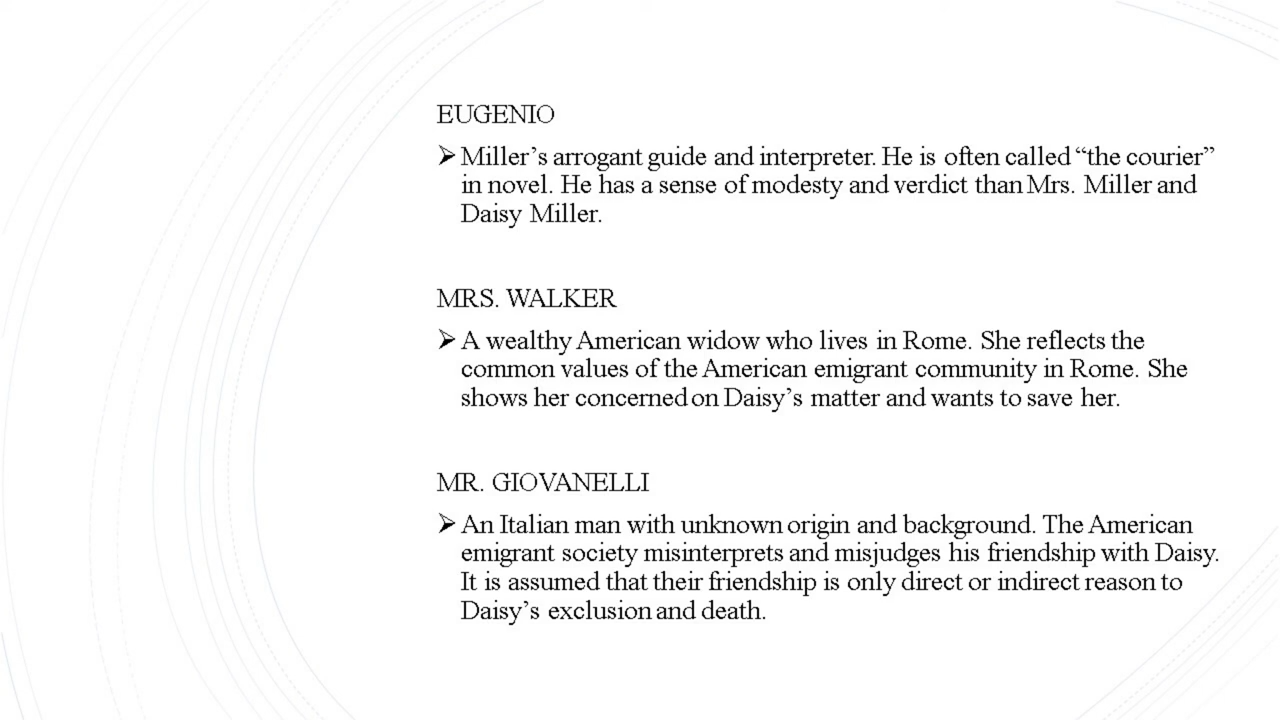 EUGENIO
➢ Miller’s arrogant guide and interpreter. He is often called “the courier”
in novel. He has a sense of modesty and verdict than Mrs. Miller and
Daisy Miller.
MRS. WALKER
➢ A wealthy American widow who lives in Rome. She reflects the
common values of the American emigrant community in Rome. She
shows her concerned on Daisy’s matter and wants to save her.
MR. GIOVANELLI
➢ An Italian man with unknown origin and background. The American
emigrant society misinterprets and misjudges his friendship with Daisy.
It is assumed that their friendship is only direct or indirect reason to
Daisy’s exclusion and death.